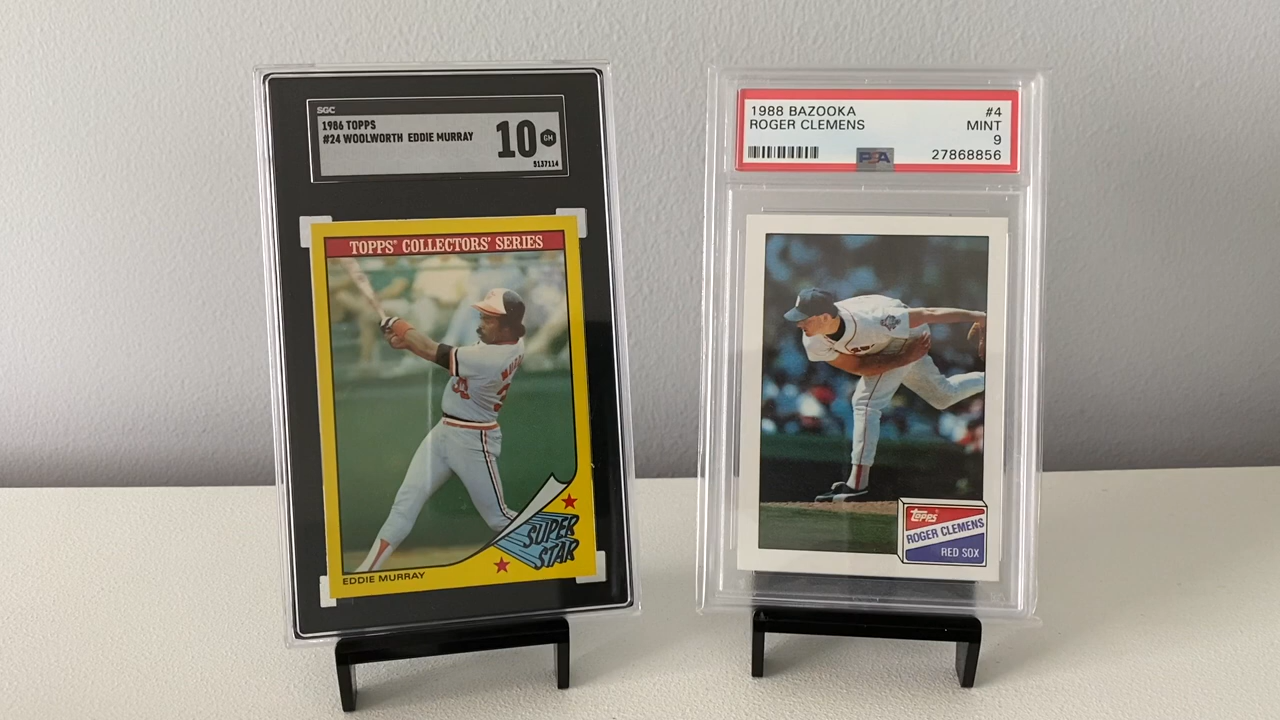 SGC
1986 TOPPS
#24 WOOLWORTH EDDIE MURRAY
10
GM
5137114
TOPPS® COLLECTORS' SERIES
SUPER
STAR
EDDIE MURRAY
1988 BAZOOKA #4
ROGER CLEMENS MINT
9
PSA 27868856
Topps
ROGER CLEMENS
RED SOX